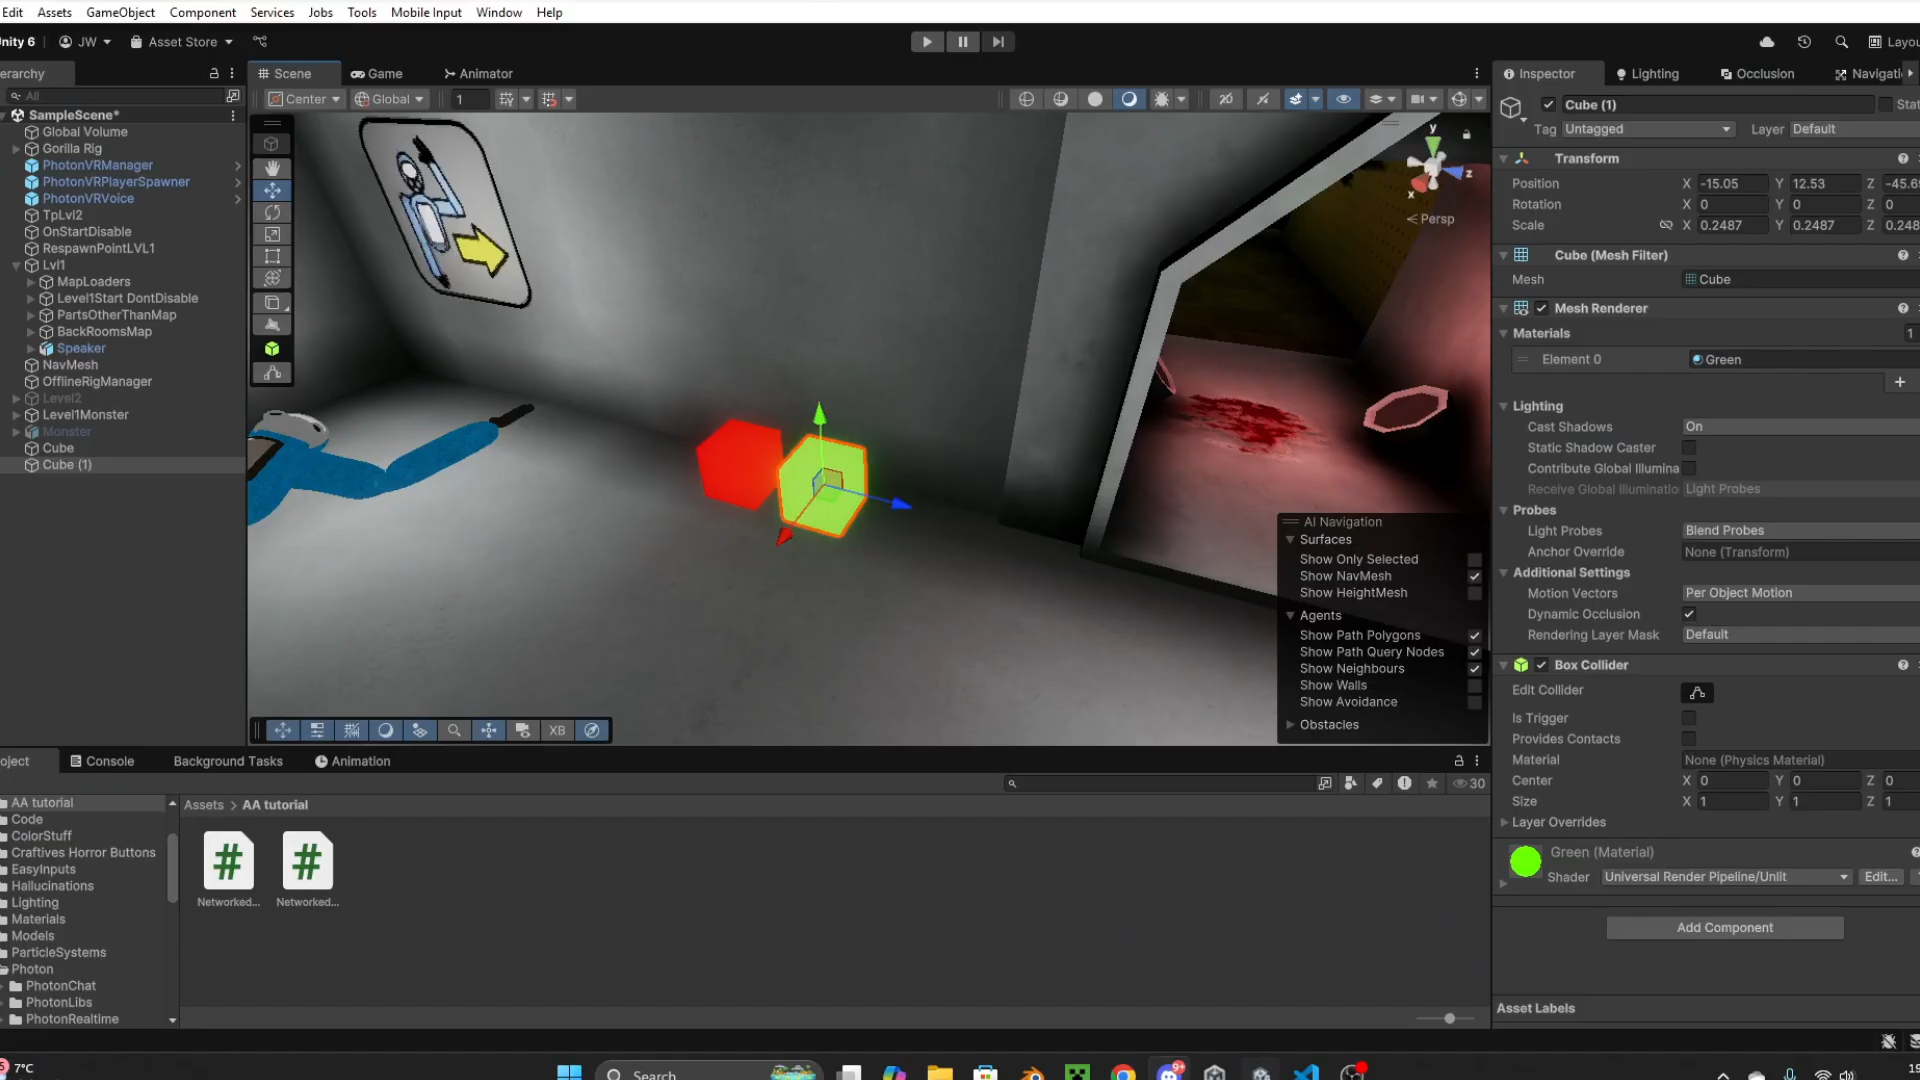 Edit Assets GameObject Component Services Jobs Tools Mobile Input Window Help
nity 6 JW Asset Store Layou
erarchy Scene Game Animator Inspector Lighting Occlusion Navigati
All Center Global 1 Cube (1) Stat
SampleScene*
Global Volume
Gorilla Rig
PhotonVRManager
PhotonVRPlayerSpawner
PhotonVRVoice
TpLvl2
OnStartDisable
RespawnPointLVL1
Lvl1
MapLoaders
Level1Start DontDisable
PartsOtherThanMap
BackRoomsMap
Speaker
NavMesh
OfflineRigManager
Level2
Level1Monster
Monster
Cube
Cube (1)
y
z
x
Persp
AI Navigation
Surfaces
Show Only Selected
Show NavMesh
Show HeightMesh
Agents
Show Path Polygons
Show Path Query Nodes
Show Neighbours
Show Walls
Show Avoidance
Obstacles
XB
Tag Untagged Layer Default
Transform
Position X -15.05 Y 12.53 Z -45.6
Rotation X 0 Y 0 Z 0
Scale X 0.2487 Y 0.2487 Z 0.248
Cube (Mesh Filter)
Mesh Cube
Mesh Renderer
Materials 1
Element 0 Green
Lighting
Cast Shadows On
Static Shadow Caster
Contribute Global Illumina
Receive Global Illuminatio Light Probes
Probes
Light Probes Blend Probes
Anchor Override None (Transform)
Additional Settings
Motion Vectors Per Object Motion
Dynamic Occlusion
Rendering Layer Mask Default
Box Collider
Edit Collider
Is Trigger
Provides Contacts
Material None (Physics Material)
Center X 0 Y 0 Z 0
Size X 1 Y 1 Z 1
Layer Overrides
Green (Material)
Shader Universal Render Pipeline/Unlit Edit...
Add Component
Asset Labels
oject Console Background Tasks Animation
30
AA tutorial
Code
ColorStuff
Craftives Horror Buttons
EasyInputs
Hallucinations
Lighting
Materials
Models
ParticleSystems
Photon
PhotonChat
PhotonLibs
PhotonRealtime
Assets > AA tutorial
Networked... Networked...
7°C Search 9+ 19